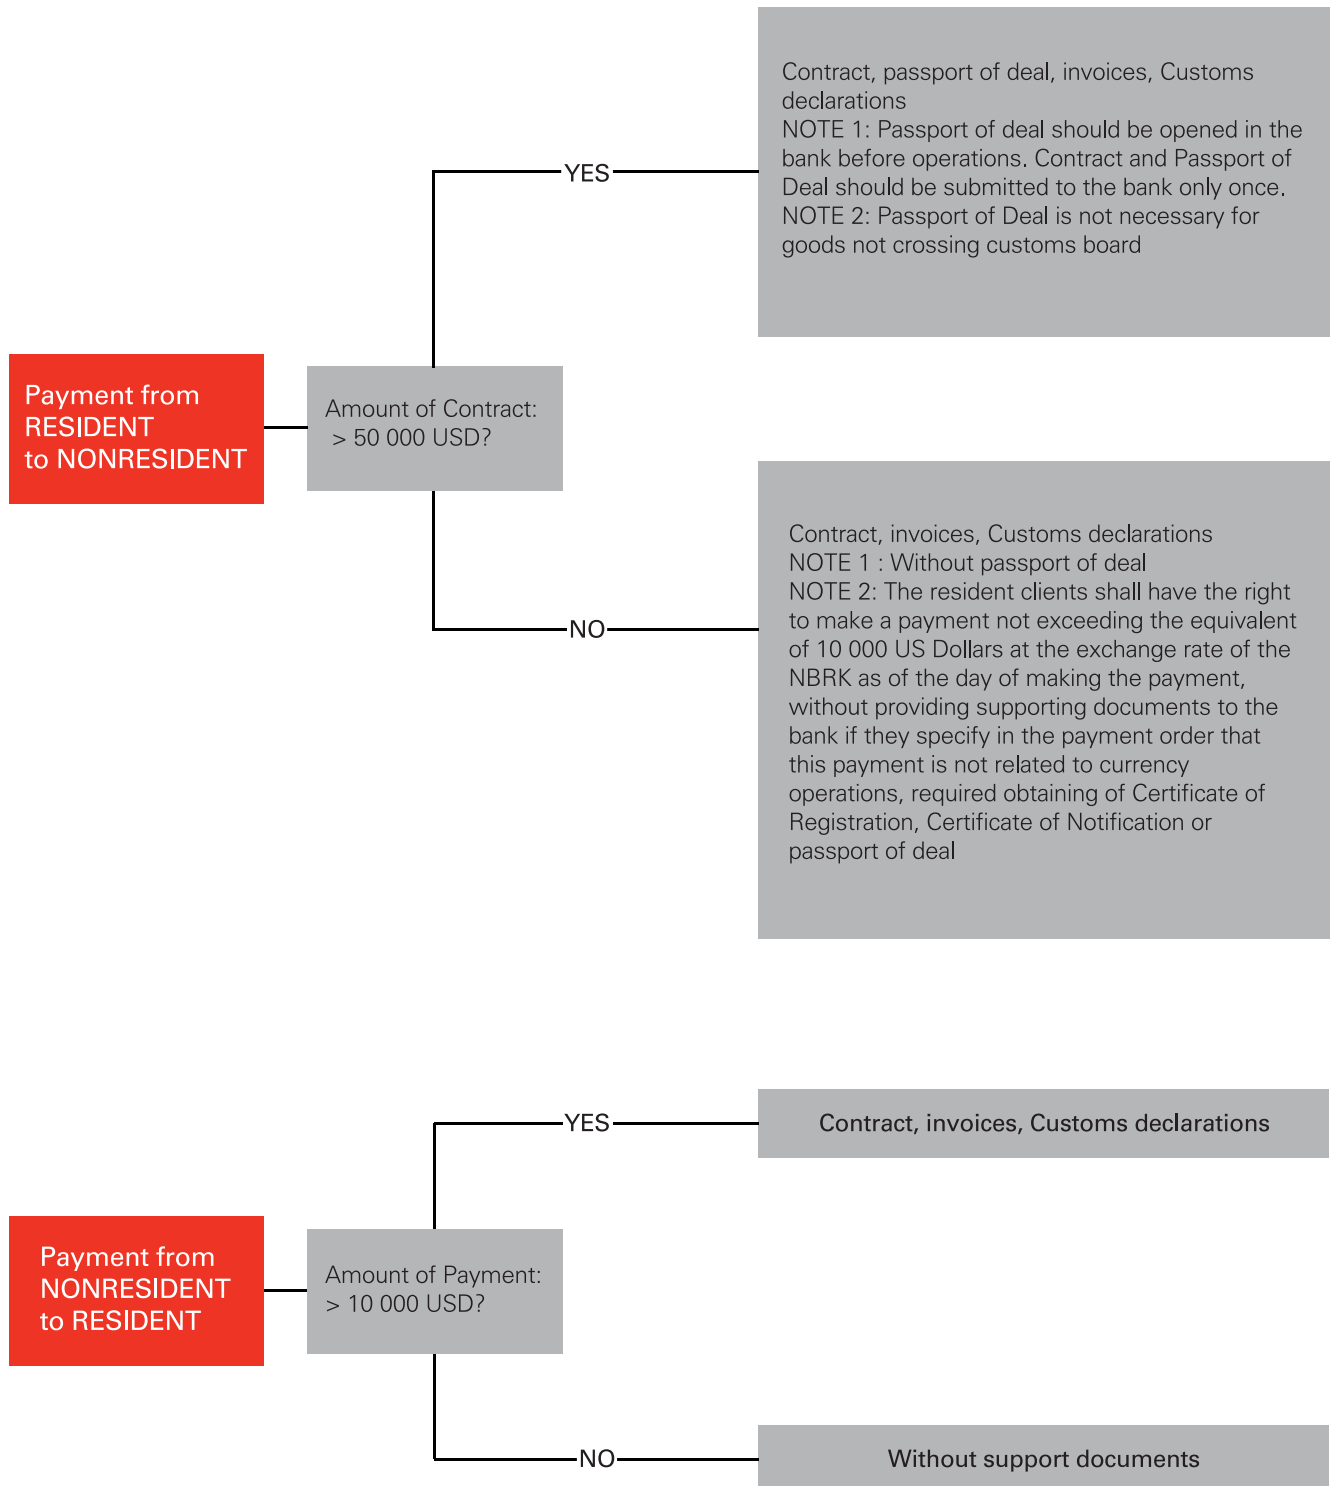 Payment from
RESIDENT
to NONRESIDENT
Amount of Contract:
> 50 000 USD?
YES
Contract, passport of deal, invoices, Customs
declarations
NOTE 1: Passport of deal should be opened in the
bank before operations. Contract and Passport of
Deal should be submitted to the bank only once.
NOTE 2: Passport of Deal is not necessary for
goods not crossing customs board
NO
Contract, invoices, Customs declarations
NOTE 1 : Without passport of deal
NOTE 2: The resident clients shall have the right
to make a payment not exceeding the equivalent
of 10 000 US Dollars at the exchange rate of the
NBRK as of the day of making the payment,
without providing supporting documents to the
bank if they specify in the payment order that
this payment is not related to currency
operations, required obtaining of Certificate of
Registration, Certificate of Notification or
passport of deal
Payment from
NONRESIDENT
to RESIDENT
Amount of Payment:
> 10 000 USD?
YES
Contract, invoices, Customs declarations
NO
Without support documents